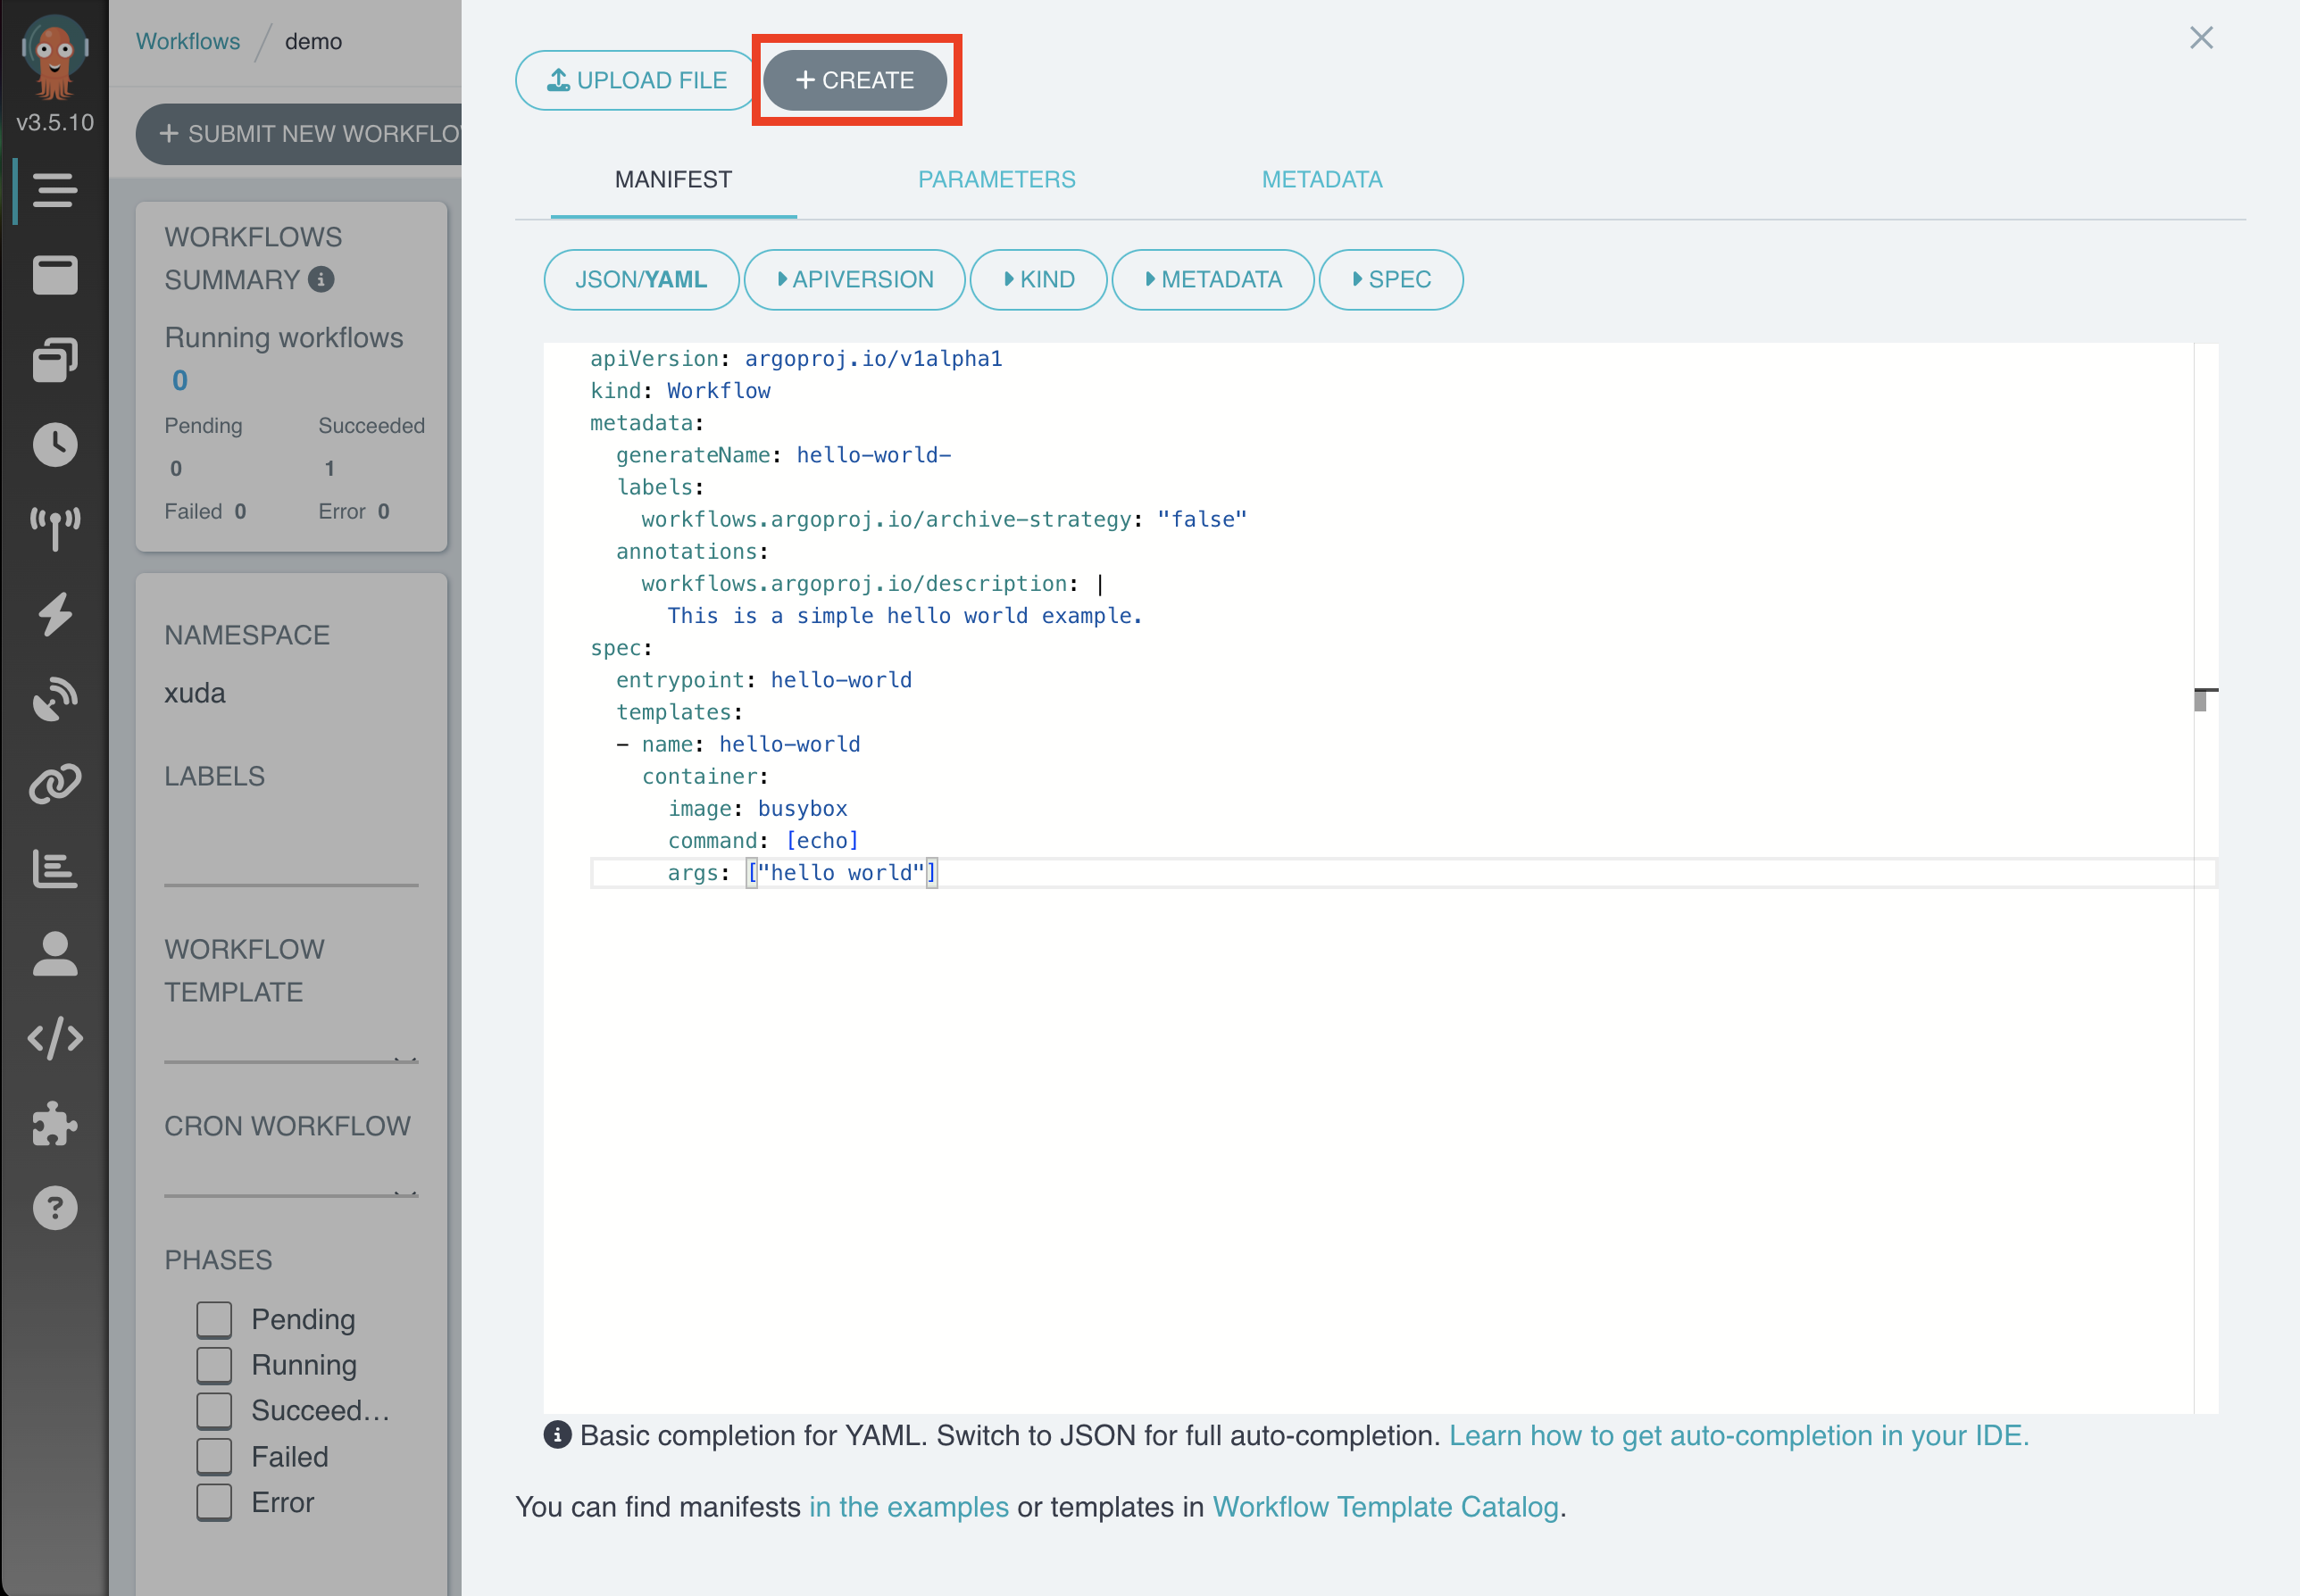 v3.5.10
Workflows / demo
+ SUBMIT NEW WORKFLO
WORKFLOWS
SUMMARY
Running workflows
0
Pending Succeeded
0 1
Failed 0 Error 0
NAMESPACE
xuda
LABELS
WORKFLOW
TEMPLATE
CRON WORKFLOW
PHASES
Pending
Running
Succeed...
Failed
Error
UPLOAD FILE + CREATE
MANIFEST PARAMETERS METADATA
JSON/YAML APIVERSION KIND METADATA SPEC
apiVersion: argoproj.io/v1alpha1
kind: Workflow
metadata:
  generateName: hello-world-
  labels:
    workflows.argoproj.io/archive-strategy: "false"
  annotations:
    workflows.argoproj.io/description: |
      This is a simple hello world example.
spec:
  entrypoint: hello-world
  templates:
  - name: hello-world
    container:
      image: busybox
      command: [echo]
      args: ["hello world"]
Basic completion for YAML. Switch to JSON for full auto-completion. Learn how to get auto-completion in your IDE.
You can find manifests in the examples or templates in Workflow Template Catalog.